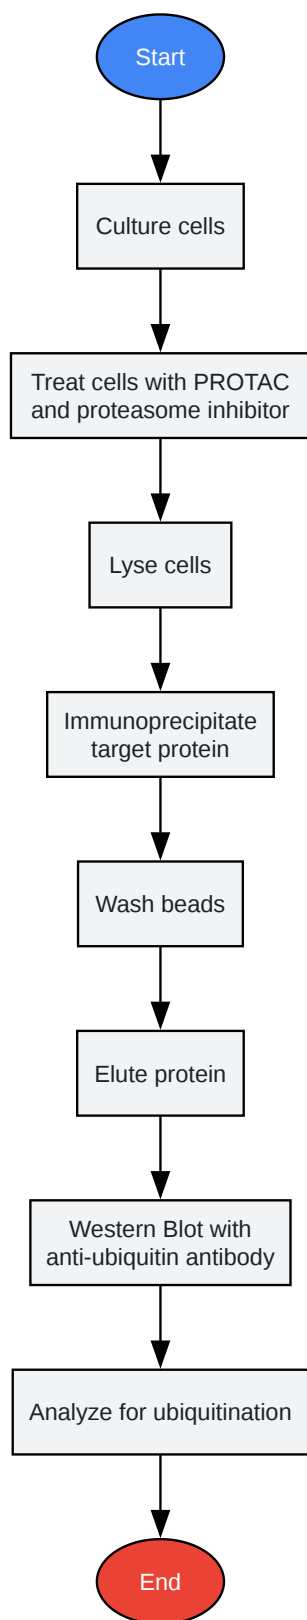 Start
Culture cells
Treat cells with PROTAC
and proteasome inhibitor
Lyse cells
Immunoprecipitate
target protein
Wash beads
Elute protein
Western Blot with
anti-ubiquitin antibody
Analyze for ubiquitination
End